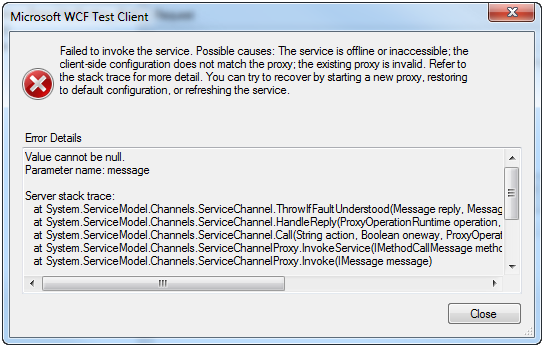 Microsoft WCF Test Client
Failed to invoke the service. Possible causes: The service is offline or inaccessible; the
client-side configuration does not match the proxy; the existing proxy is invalid. Refer to
the stack trace for more detail. You can try to recover by starting a new proxy, restoring
to default configuration, or refreshing the service.
Error Details
Value cannot be null.
Parameter name: message
Server stack trace:
at System.ServiceModel.Channels.ServiceChannel.ThrowIfFaultUnderstood(Message reply, Messag
at System.ServiceModel.Channels.ServiceChannel.HandleReply(ProxyOperationRuntime operation,
at System.ServiceModel.Channels.ServiceChannel.Call(String action, Boolean oneway, ProxyOperat
at System.ServiceModel.Channels.ServiceChannelProxy.InvokeService(IMethodCallMessage metho
at System.ServiceModel.Channels.ServiceChannelProxy.Invoke(IMessage message)
Close